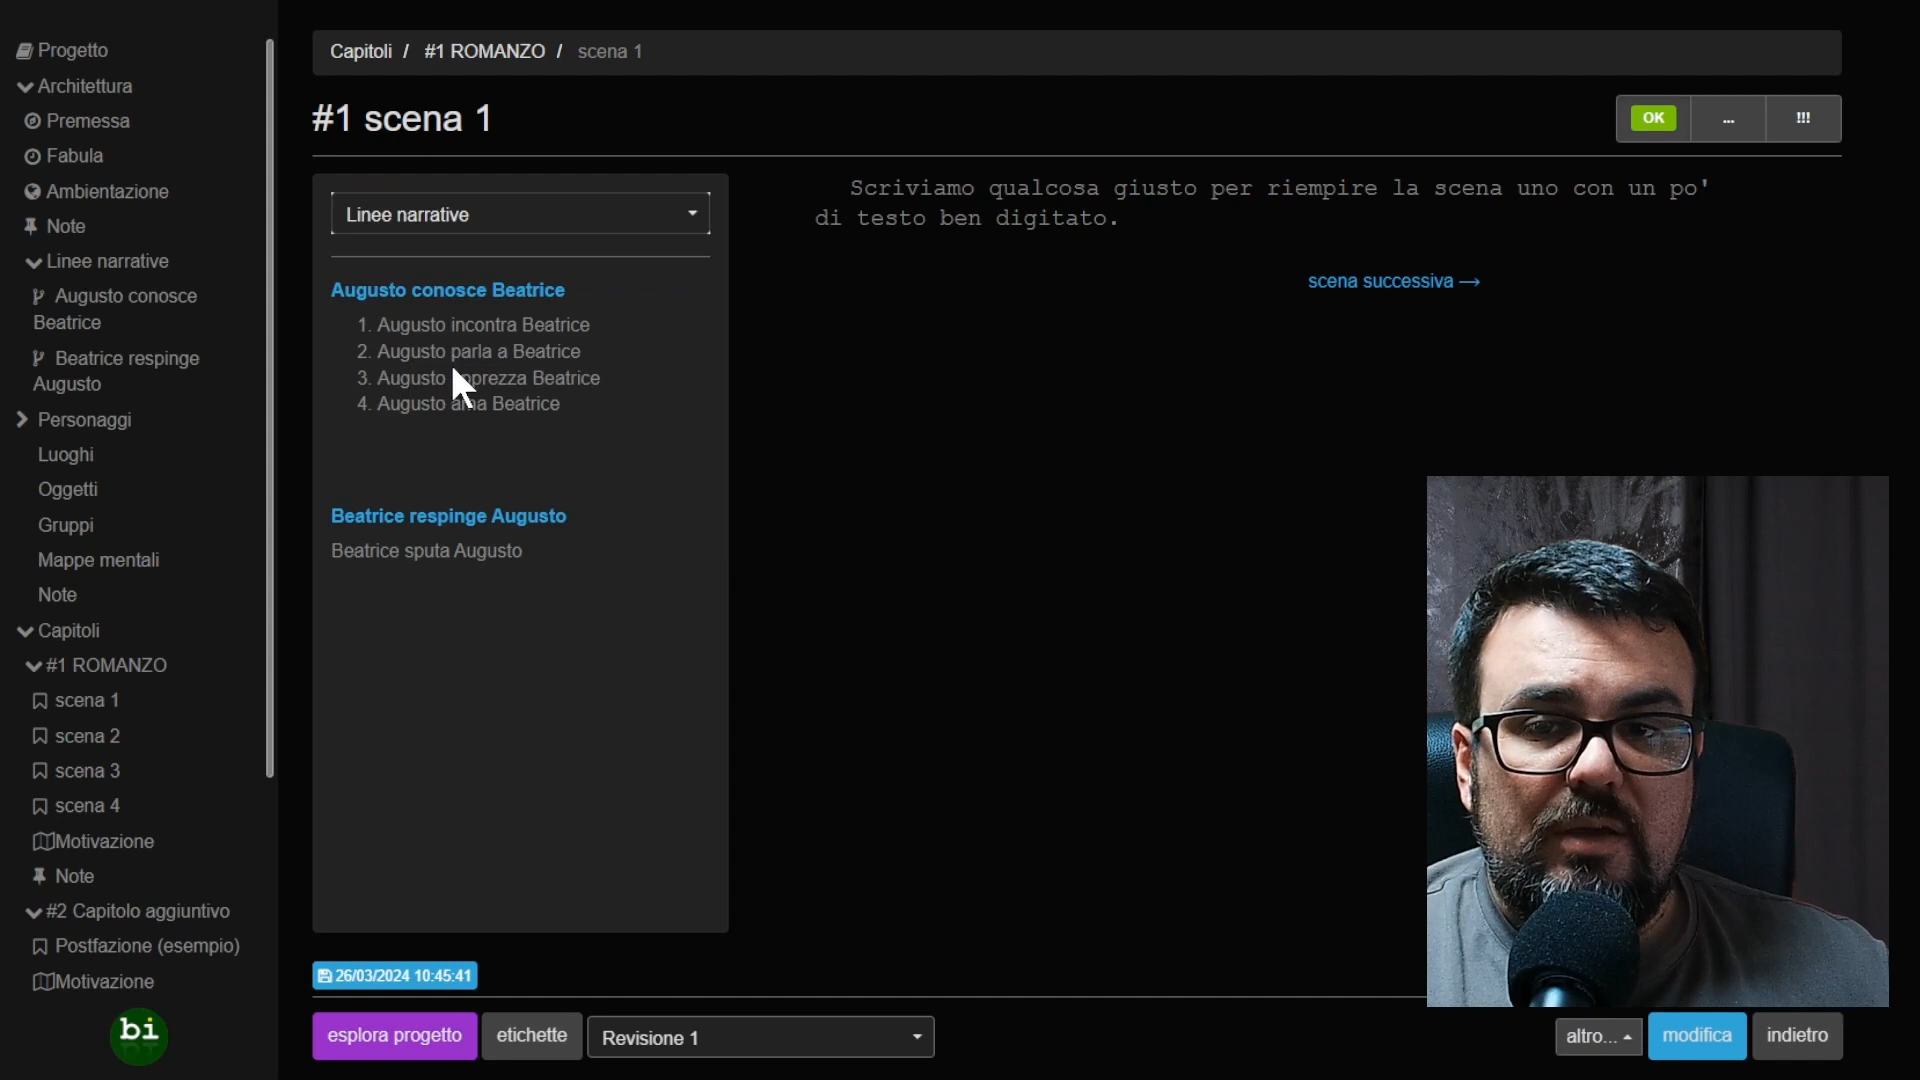 Progetto
Architettura
Premessa
Fabula
Ambientazione
Note
Linee narrative
Augusto conosce
Beatrice
Beatrice respinge
Augusto
Personaggi
Luoghi
Oggetti
Gruppi
Mappe mentali
Note
Capitoli
#1 ROMANZO
scena 1
scena 2
scena 3
scena 4
Motivazione
Note
#2 Capitolo aggiuntivo
Postfazione (esempio)
Motivazione
bi
Capitoli / #1 ROMANZO / scena 1
#1 scena 1
OK ... !!!
Linee narrative
Augusto conosce Beatrice
1. Augusto incontra Beatrice
2. Augusto parla a Beatrice
3. Augusto Beatrice
4. Augusto ama Beatrice
Beatrice respinge Augusto
Beatrice sputa Augusto
Scriviamo qualcosa giusto per riempire la scena uno con un po'
di testo ben digitato.
scena successiva →
26/03/2024 10:45:41
esplora progetto
etichette
Revisione 1
altro...
modifica
indietro